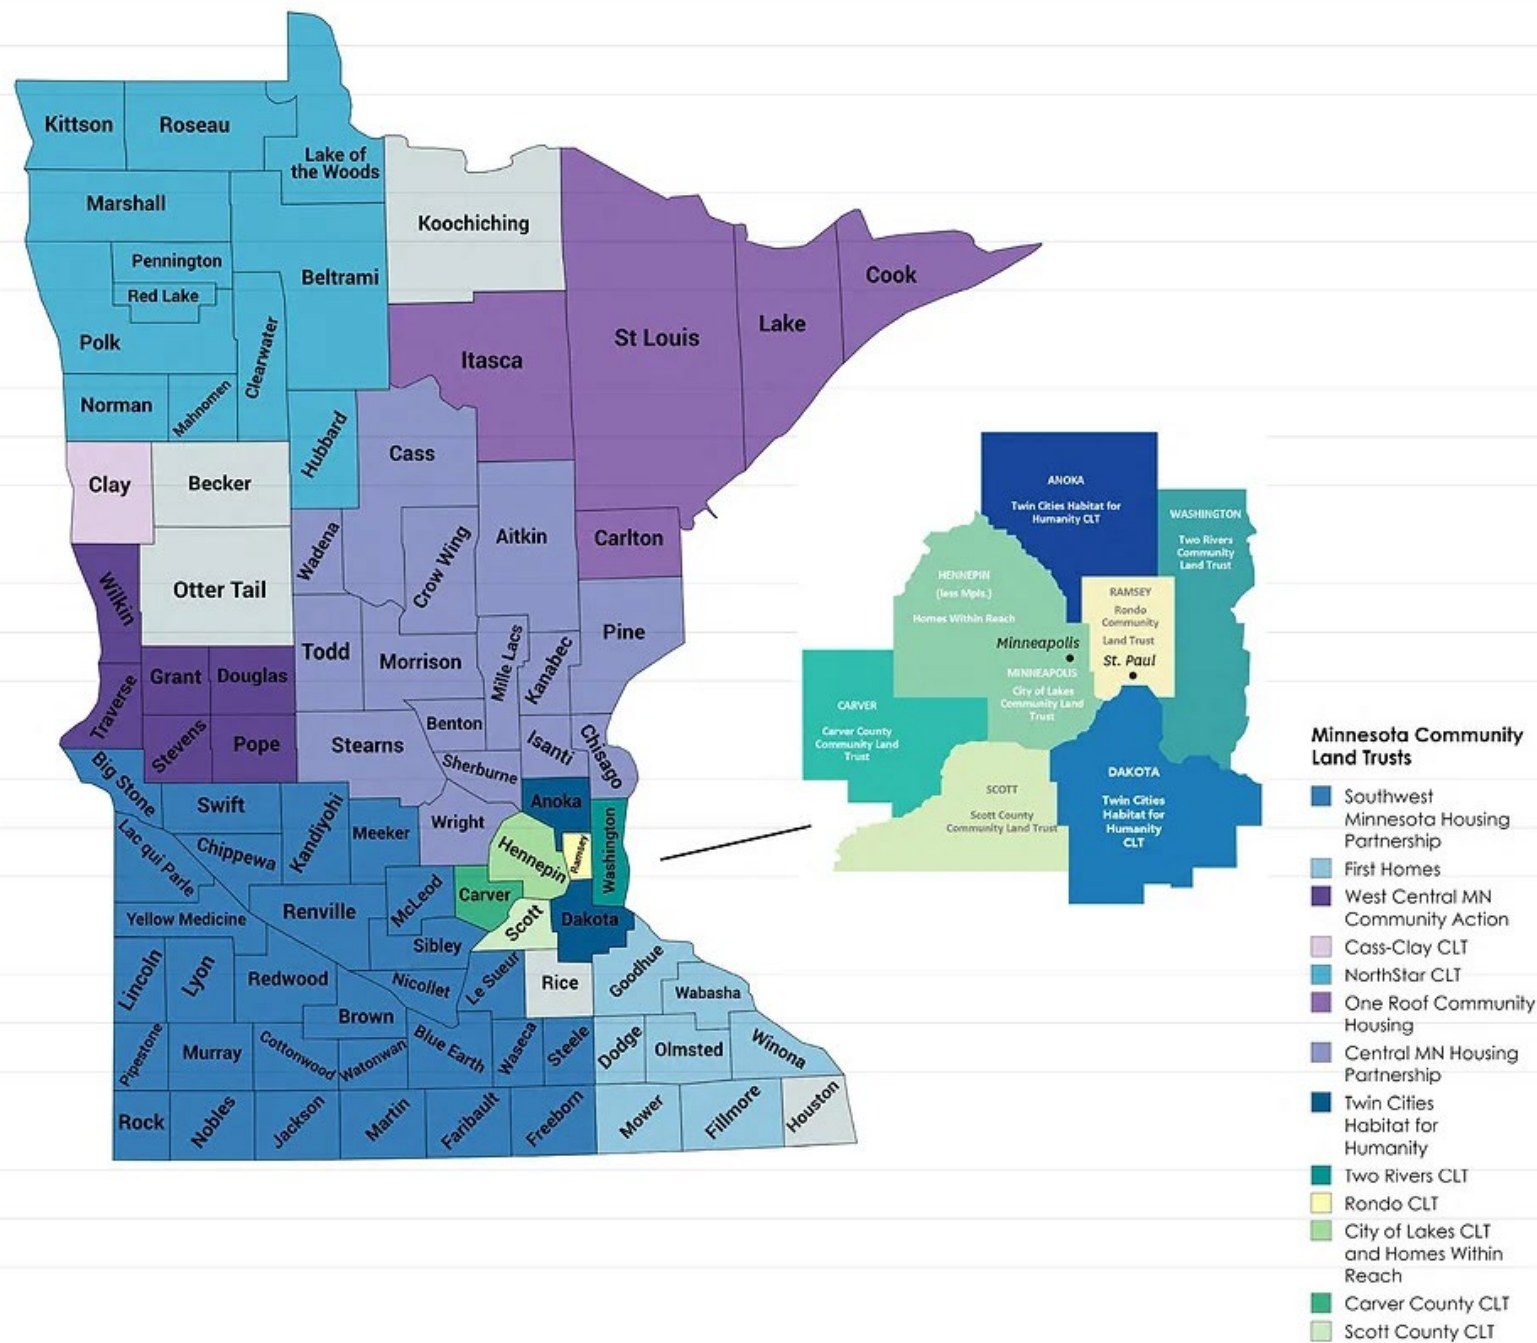 Kittson
Roseau
Lake of
the Woods
Marshall
Koochiching
Pennington
Red Lake
Beltrami
Polk
Clearwater
Norman
Mahnomen
Itasca
St Louis
Lake
Cook
Hubbard
Cass
Clay
Becker
Wadena
Crow Wing
Aitkin
Carlton
Wilkin
Otter Tail
Todd
Morrison
Mille Lacs
Kanabec
Pine
Grant
Douglas
Traverse
Stevens
Pope
Stearns
Benton
Sherburne
Isanti
Chisago
Big Stone
Swift
Kandiyohi
Meeker
Wright
Anoka
Hennepin
Ramsey
Washington
Lac qui Parle
Chippewa
McLeod
Carver
Scott
Dakota
Yellow Medicine
Renville
Sibley
Lincoln
Lyon
Redwood
Nicollet
Le Sueur
Rice
Goodhue
Wabasha
Brown
Pipestone
Murray
Cottonwood
Watonwan
Blue Earth
Waseca
Steele
Dodge
Olmsted
Winona
Rock
Nobles
Jackson
Martin
Faribault
Freeborn
Mower
Fillmore
Houston
ANOKA
Twin Cities Habitat for
Humanity CLT
WASHINGTON
Two Rivers
Community
Land Trust
HENNEPIN
(less Mpls.)
Homes Within Reach
RAMSEY
Rondo
Community
Land Trust
Minneapolis
St. Paul
MINNEAPOLIS
City of Lakes
Community Land
Trust
CARVER
Carver County
Community Land
Trust
SCOTT
Scott County
Community Land Trust
DAKOTA
Twin Cities
Habitat for
Humanity
CLT
Minnesota Community
Land Trusts
Southwest
Minnesota Housing
Partnership
First Homes
West Central MN
Community Action
Cass-Clay CLT
NorthStar CLT
One Roof Community
Housing
Central MN Housing
Partnership
Twin Cities
Habitat for
Humanity
Two Rivers CLT
Rondo CLT
City of Lakes CLT
and Homes Within
Reach
Carver County CLT
Scott County CLT